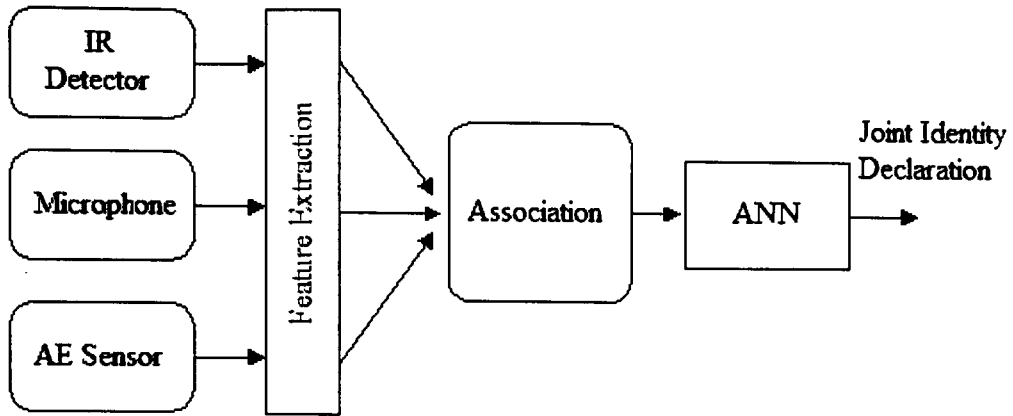 IR
Detector
Microphone
AE Sensor
Feature Extraction
Association
ANN
Joint Identity
Declaration